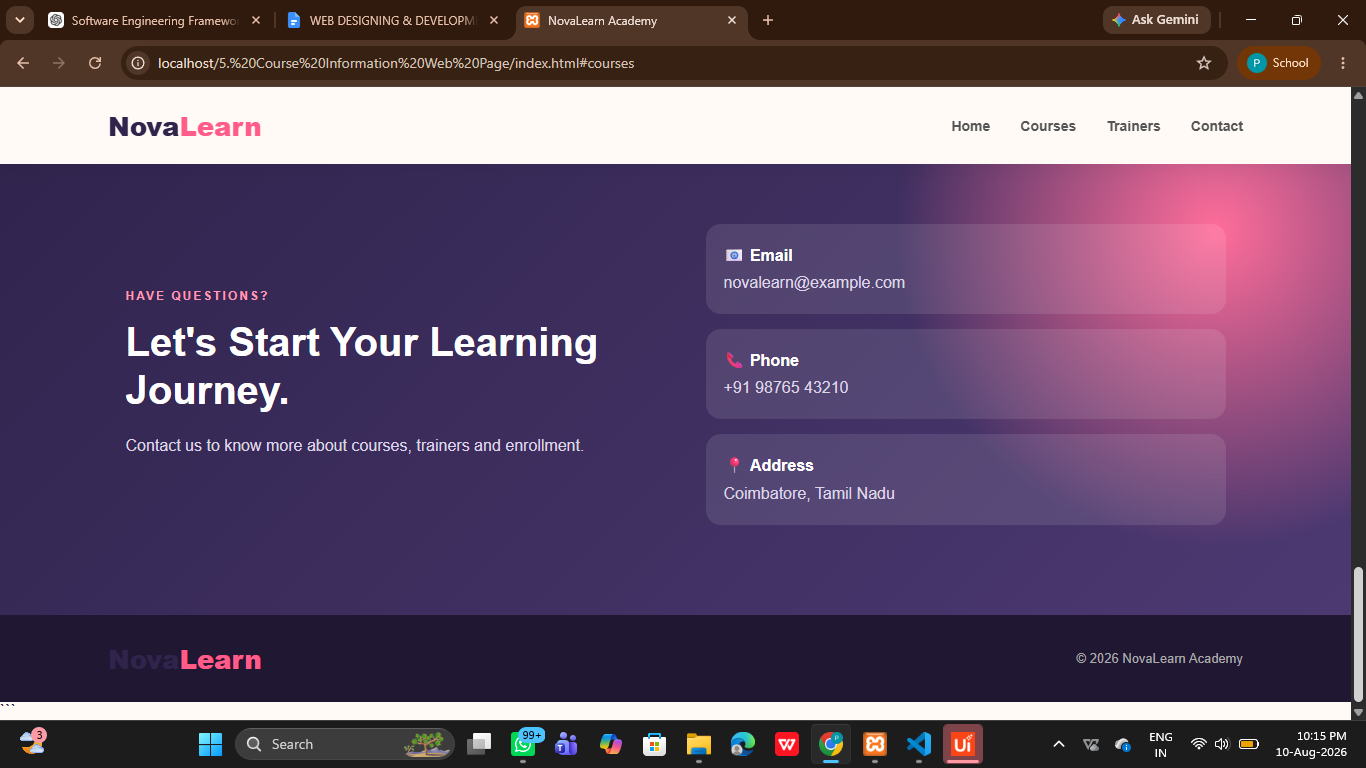 Software Engineering Framewo
WEB DESIGNING & DEVELOPM
NovaLearn Academy
Ask Gemini
localhost/5.%20Course%20Information%20Web%20Page/index.html#courses
P
School
NovaLearn
Home
Courses
Trainers
Contact
HAVE QUESTIONS?
Let's Start Your Learning
Journey.
Contact us to know more about courses, trainers and enrollment.
Email
novalearn@example.com
Phone
+91 98765 43210
Address
Coimbatore, Tamil Nadu
NovaLearn
© 2026 NovaLearn Academy
```
3
Search
99+
W
Ui
ENG
IN
10:15 PM
10-Aug-2026